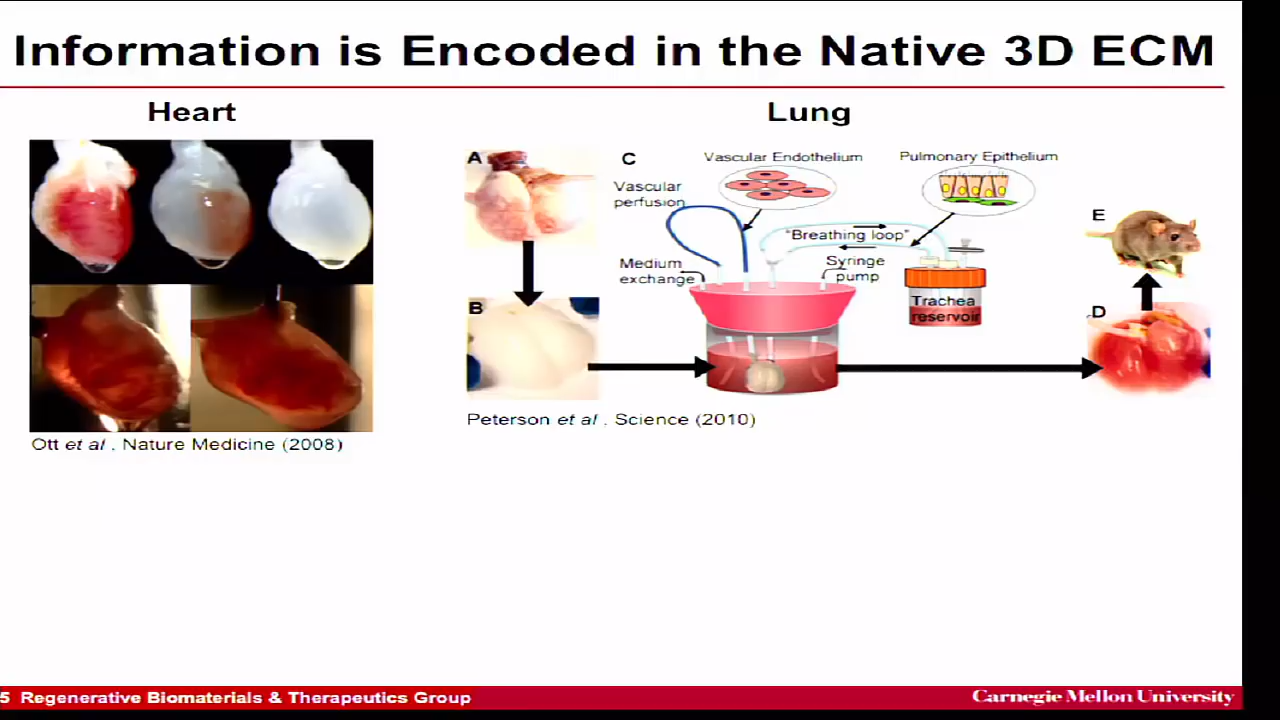 Information is Encoded in the Native 3D ECM
Heart
Ott et al . Nature Medicine (2008)
Lung
A
B
C
Vascular Endothelium
Pulmonary Epithelium
Vascular
perfusion
"Breathing loop"
Medium
exchange
Syringe
pump
Trachea
reservoir
E
D
Peterson et al . Science (2010)
5 Regenerative Biomaterials & Therapeutics Group
Carnegie Mellon University